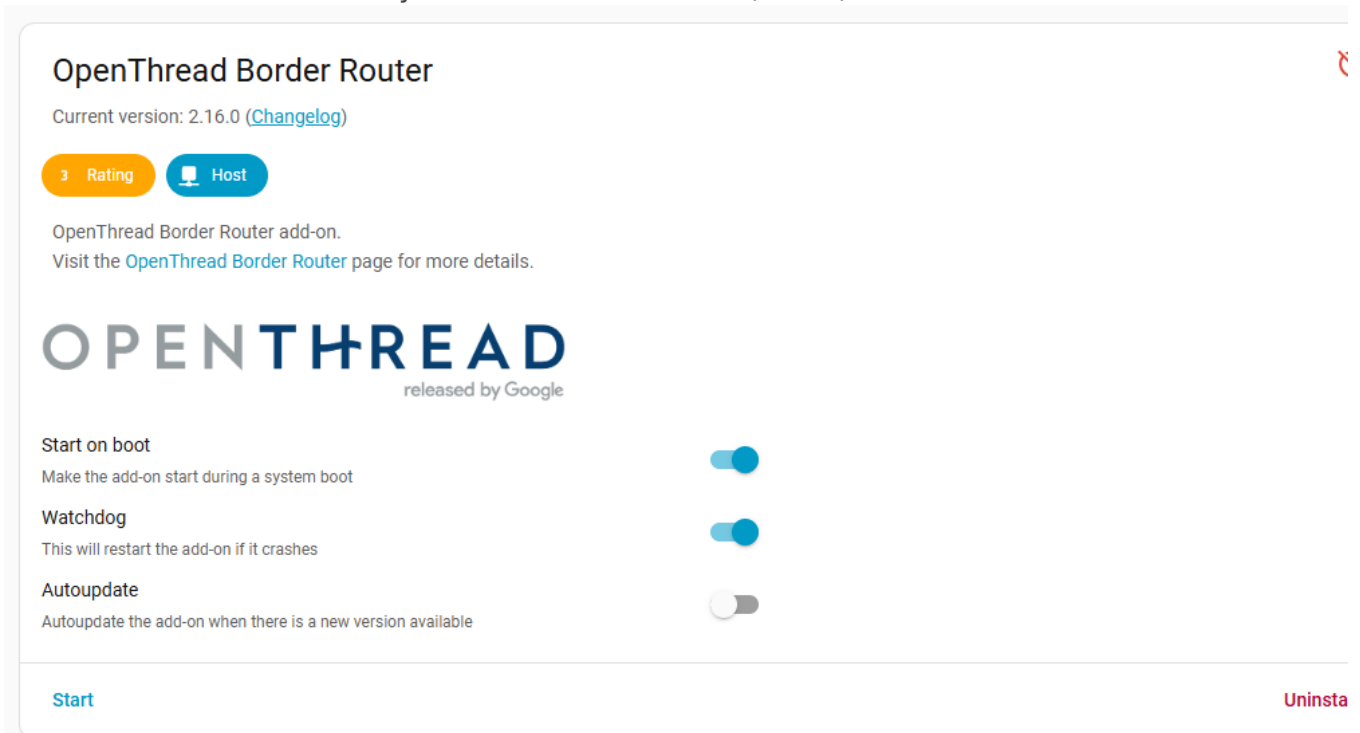 OpenThread Border Router
Current version: 2.16.0 (Changelog)
3 Rating Host
OpenThread Border Router add-on.
Visit the OpenThread Border Router page for more details.
OPENTHREAD
released by Google
Start on boot
Make the add-on start during a system boot
Watchdog
This will restart the add-on if it crashes
Autoupdate
Autoupdate the add-on when there is a new version available
Start Uninsta